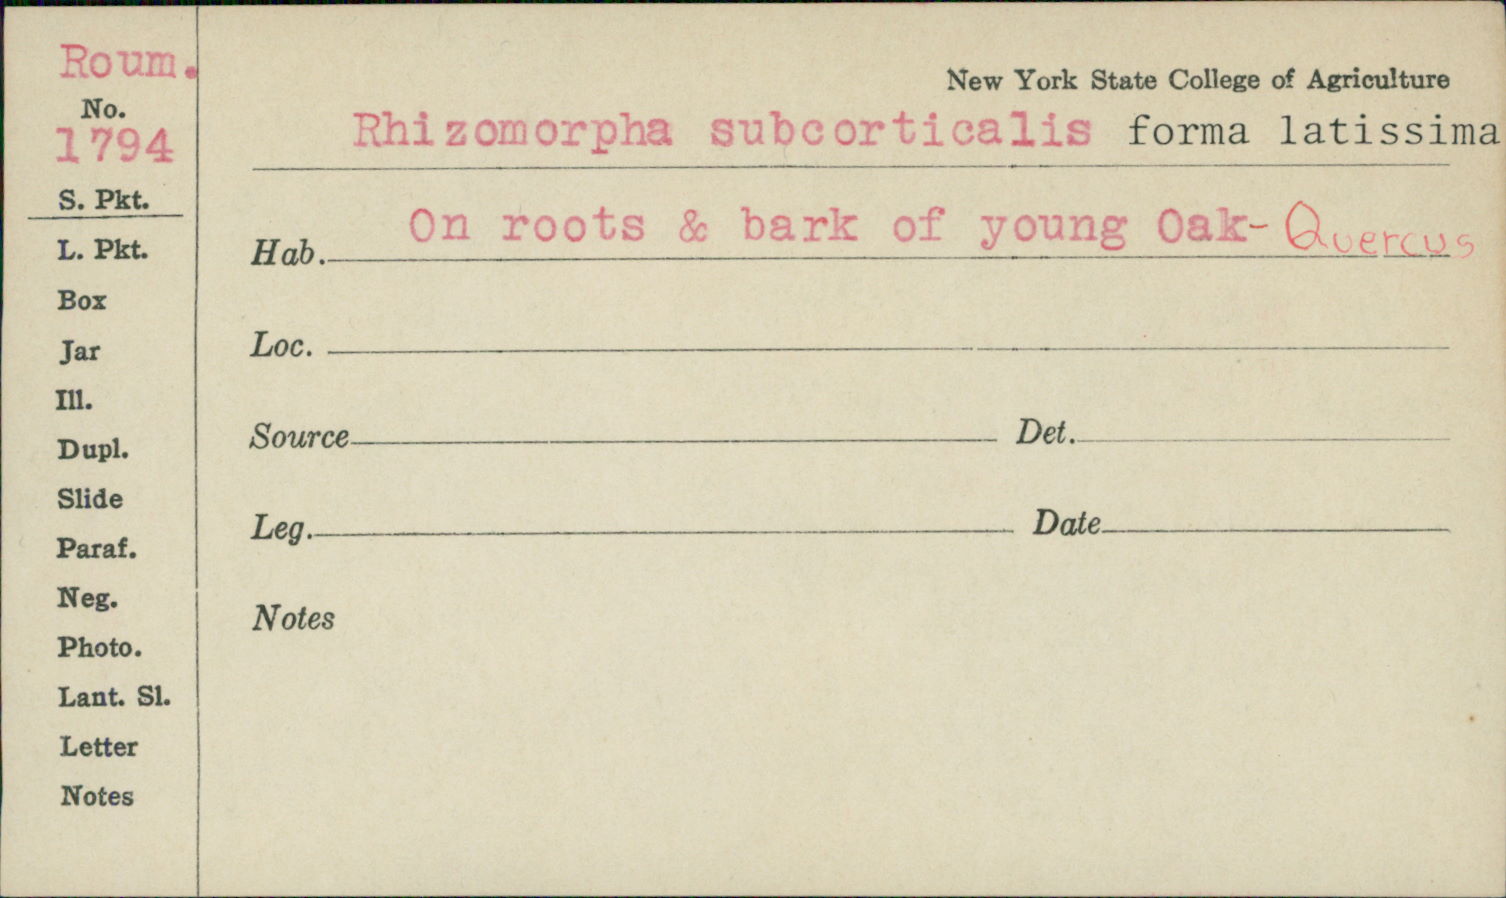 Roum.
No.
1794
S. Pkt.
L. Pkt.
Box
Jar
Ill.
Dupl.
Slide
Paraf.
Neg.
Photo.
Lant. Sl.
Letter
Notes
New York State College of Agriculture
Rhizomorpha subcorticalis forma latissima
Hab. On roots & bark of young Oak- Quercus
Loc.
Source Det.
Leg. Date
Notes